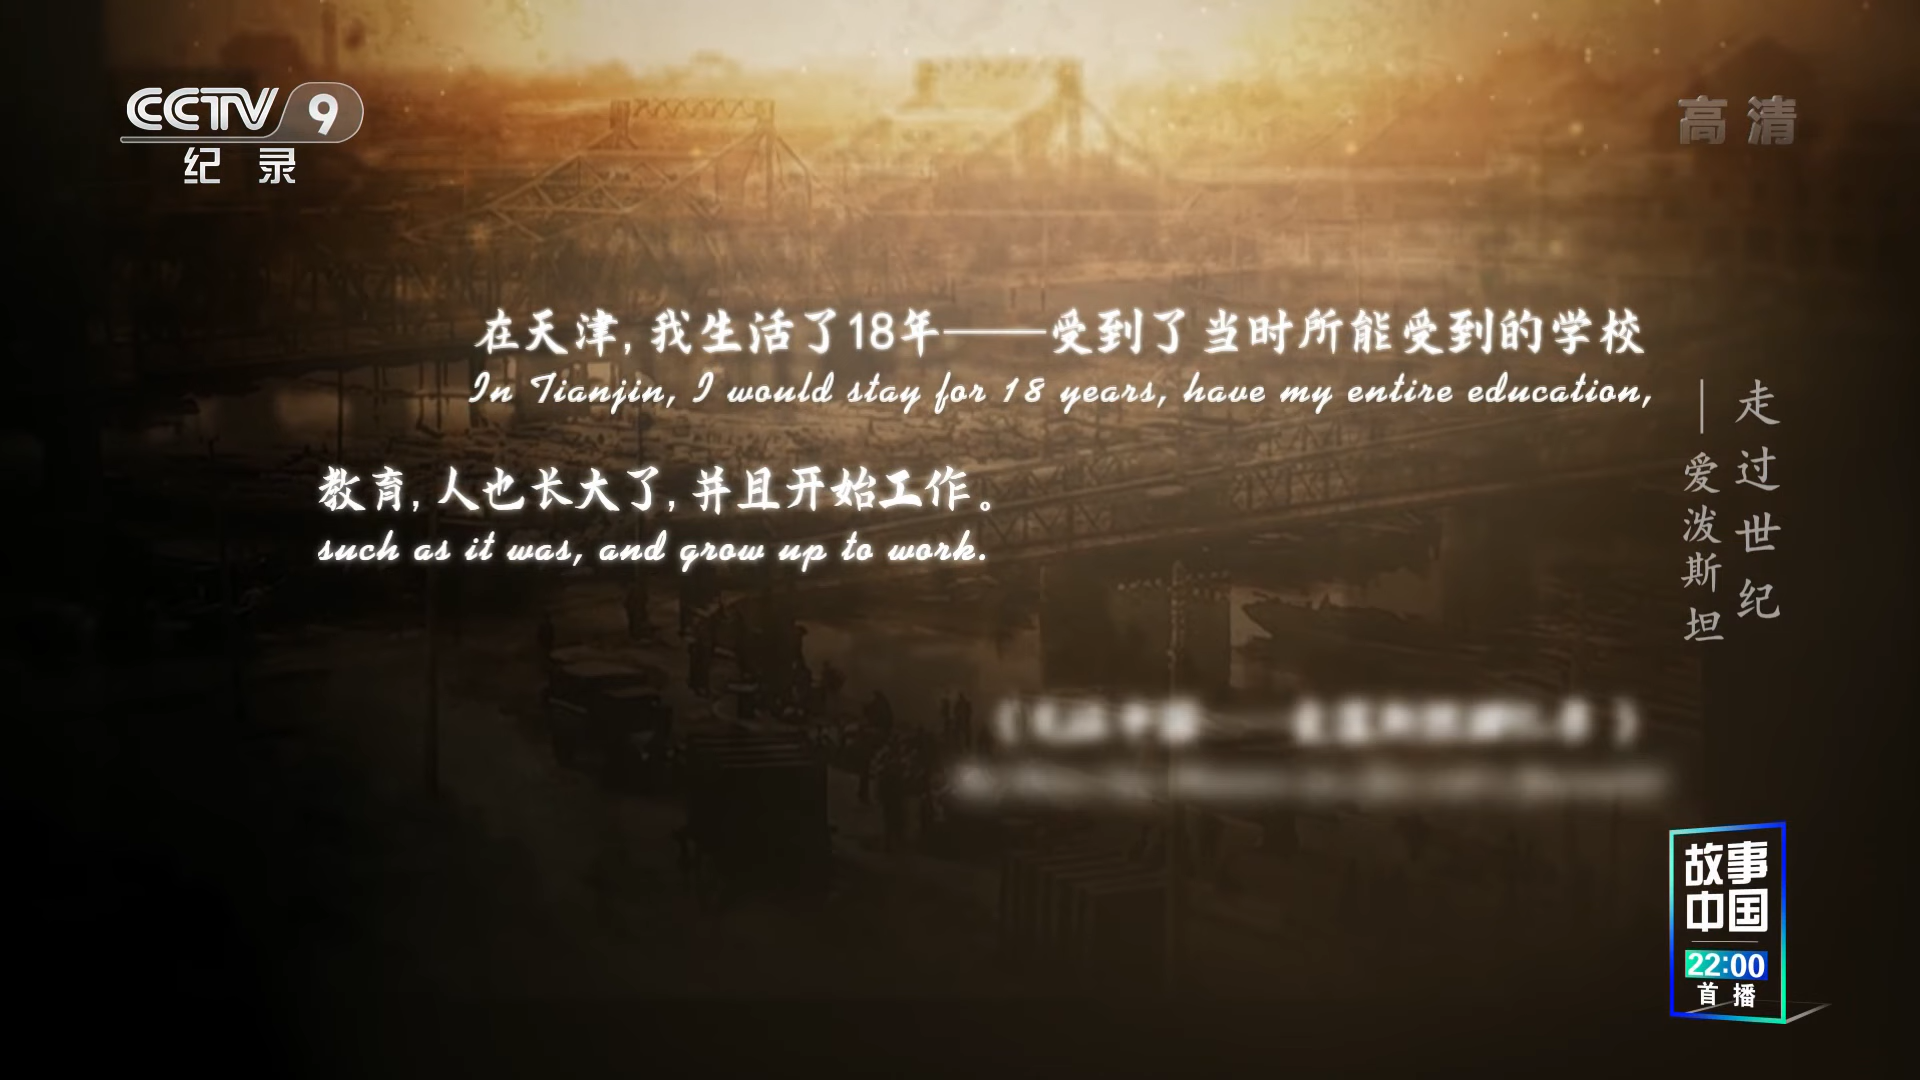 CCTV 9
纪 录
高 清
在天津,我生活了18年——受到了当时所能受到的学校
In Tianjin, I would stay for 18 years, have my entire education,
教育,人也长大了,并且开始工作。
such as it was, and grow up to work.
走过世纪
—爱泼斯坦
故事
中国
22:00
首 播